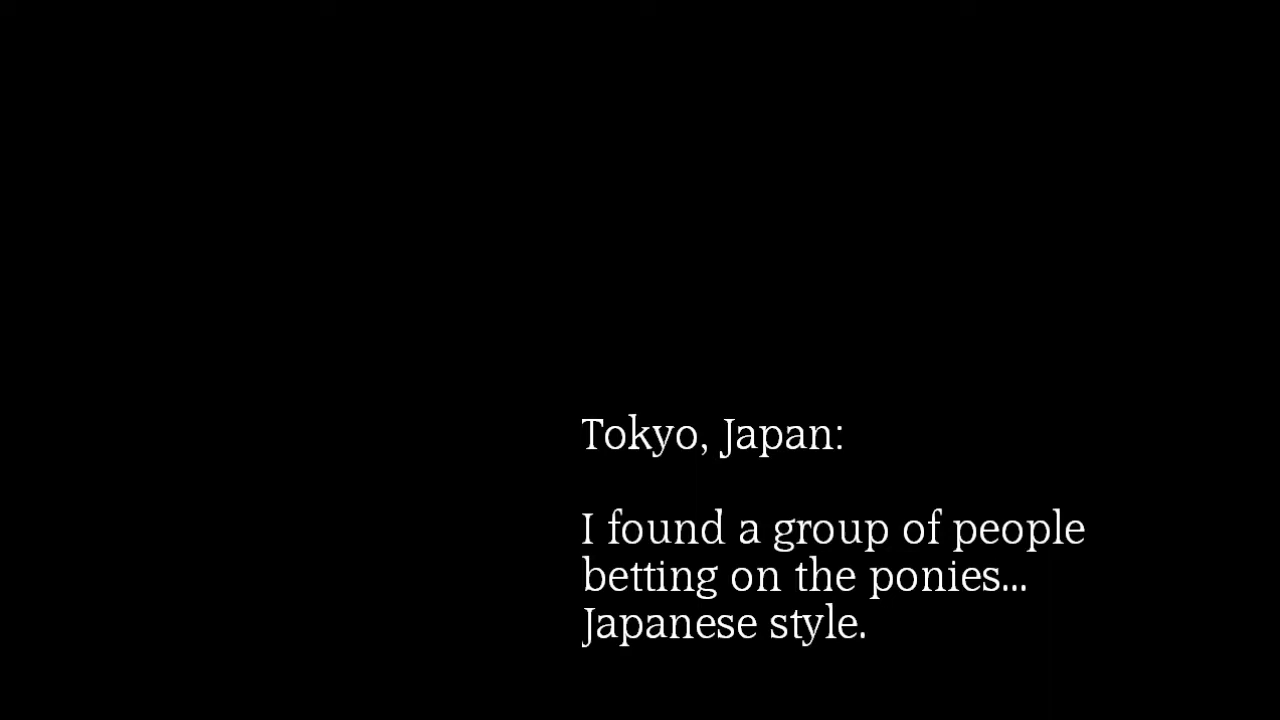 Tokyo, Japan:
I found a group of people
betting on the ponies...
Japanese style.